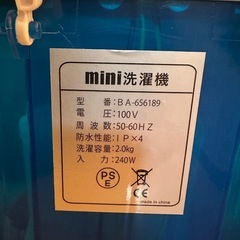 mini洗濯機
型番:BA-656189
電圧:100V
周波数:50-60HZ
防水性能:IP×4
洗濯容量:2.0kg
入力:240W
PS
E
CE
made in china